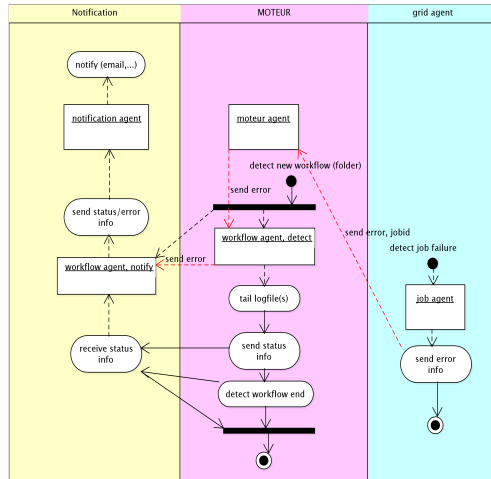 Notification
MOTEUR
grid agent
notify (email,...)
notification agent
moteur agent
detect new workflow (folder)
send error
send status/error
info
workflow agent, detect
send error, jobid
detect job failure
send error
workflow agent, notify
job agent
tail logfile(s)
receive status
info
send status
info
send error
info
detect workflow end